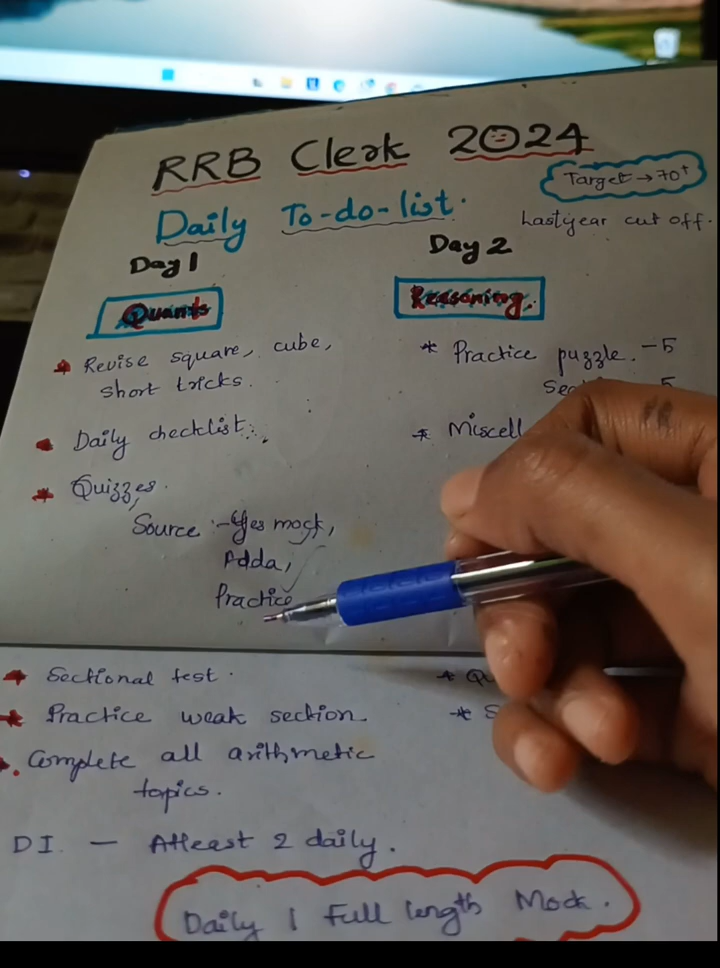 RRB Clerk 2024
Target → 70+
Daily To-do-list.
Last year cut off.
Day 1
Quants
* Revise square, cube,
short tricks.
* Daily checklist
* Quizzes.
Source :- Yes mock,
Adda,
Practice
* Sectional test.
* Practice weak section.
* Complete all arithmetic
topics.
DI. — Atleast 2 daily.
Daily 1 Full length Mock.
Day 2
Reasoning.
* Practice puzzle. - 5
5
* Miscell